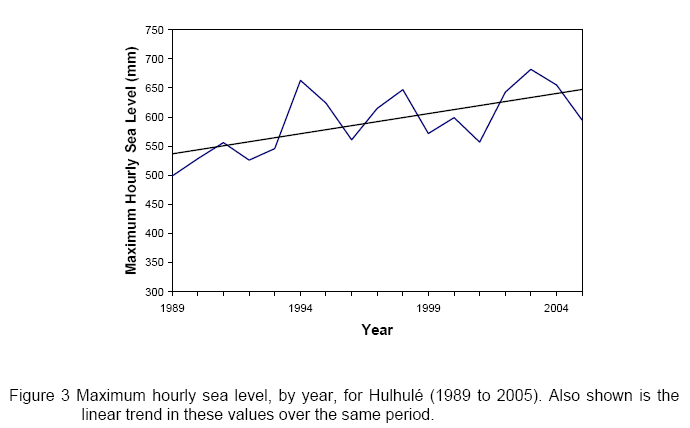 750
700
650
600
550
500
450
400
350
300
Maximum Hourly Sea Level (mm)
1989 1994 1999 2004
Year
Figure 3 Maximum hourly sea level, by year, for Hulhulé (1989 to 2005). Also shown is the
linear trend in these values over the same period.